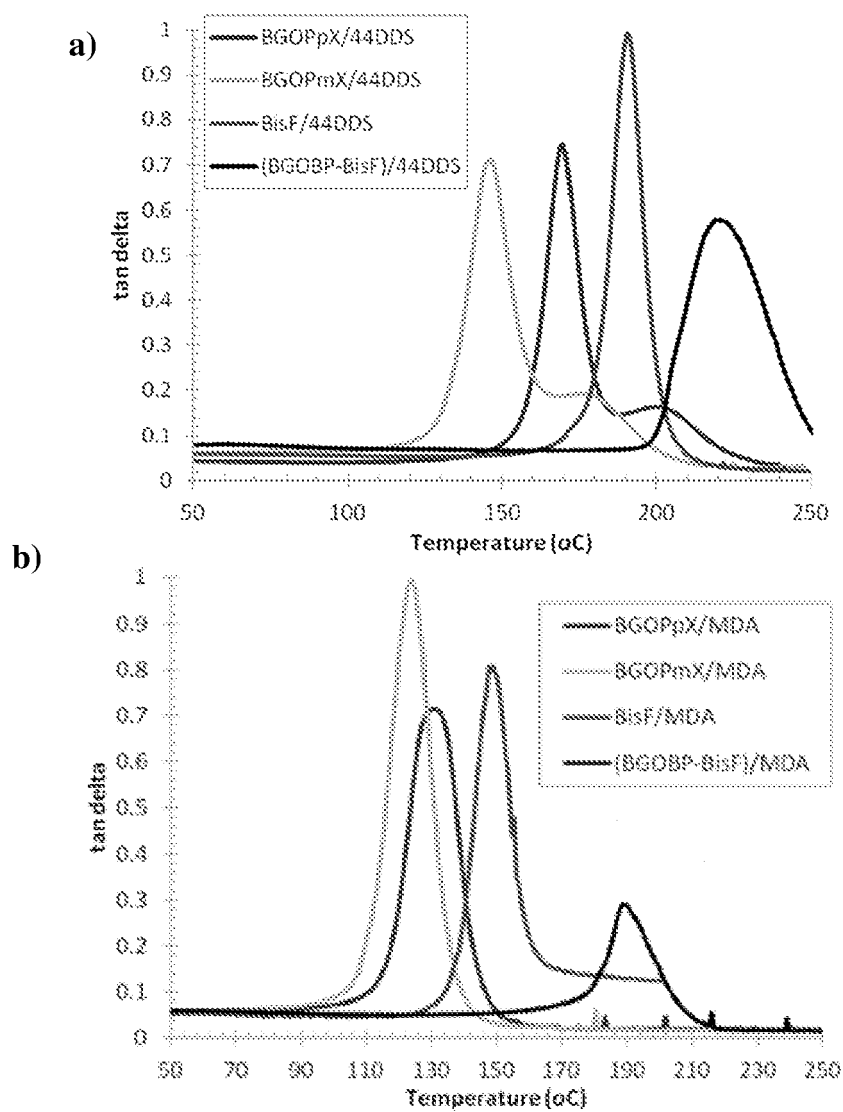 a)
BGOPpX/44DDS
BGOPmX/44DDS
BisF/44DDS
(BGOBP-BisF)/44DDS
1
0.9
0.8
0.7
0.6
0.5
0.4
0.3
0.2
0.1
0
tan delta
50 100 150 200 250
Temperature (oC)
b)
BGOPpX/MDA
BGOPmX/MDA
BisF/MDA
(BGOBP-BisF)/MDA
1
0.9
0.8
0.7
0.6
0.5
0.4
0.3
0.2
0.1
0
tan delta
50 70 90 110 130 150 170 190 210 230 250
Temperature (oC)